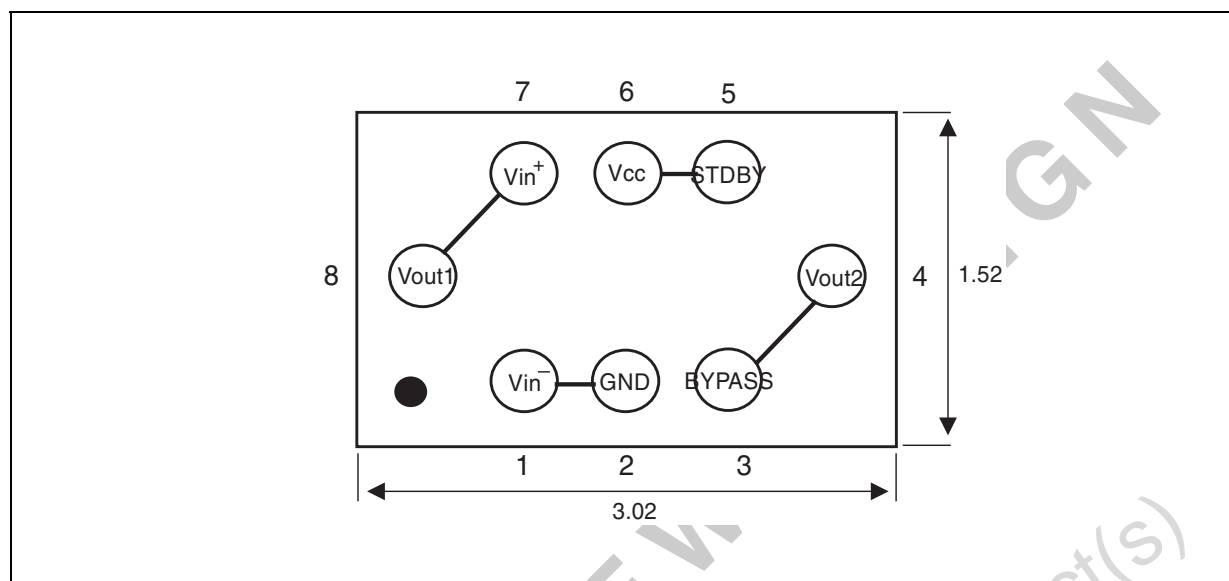 7 6 5
Vin+ Vcc STDBY
8 Vout1 Vout2 4 1.52
Vin– GND BYPASS
1 2 3
3.02
G N
E W
ct(s)